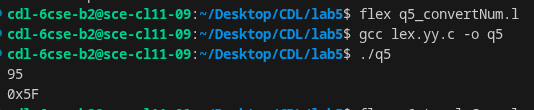 cdl-6cse-b2@sce-cl11-09:~/Desktop/CDL/lab5$ flex q5_convertNum.l
cdl-6cse-b2@sce-cl11-09:~/Desktop/CDL/lab5$ gcc lex.yy.c -o q5
cdl-6cse-b2@sce-cl11-09:~/Desktop/CDL/lab5$ ./q5
95
0x5F